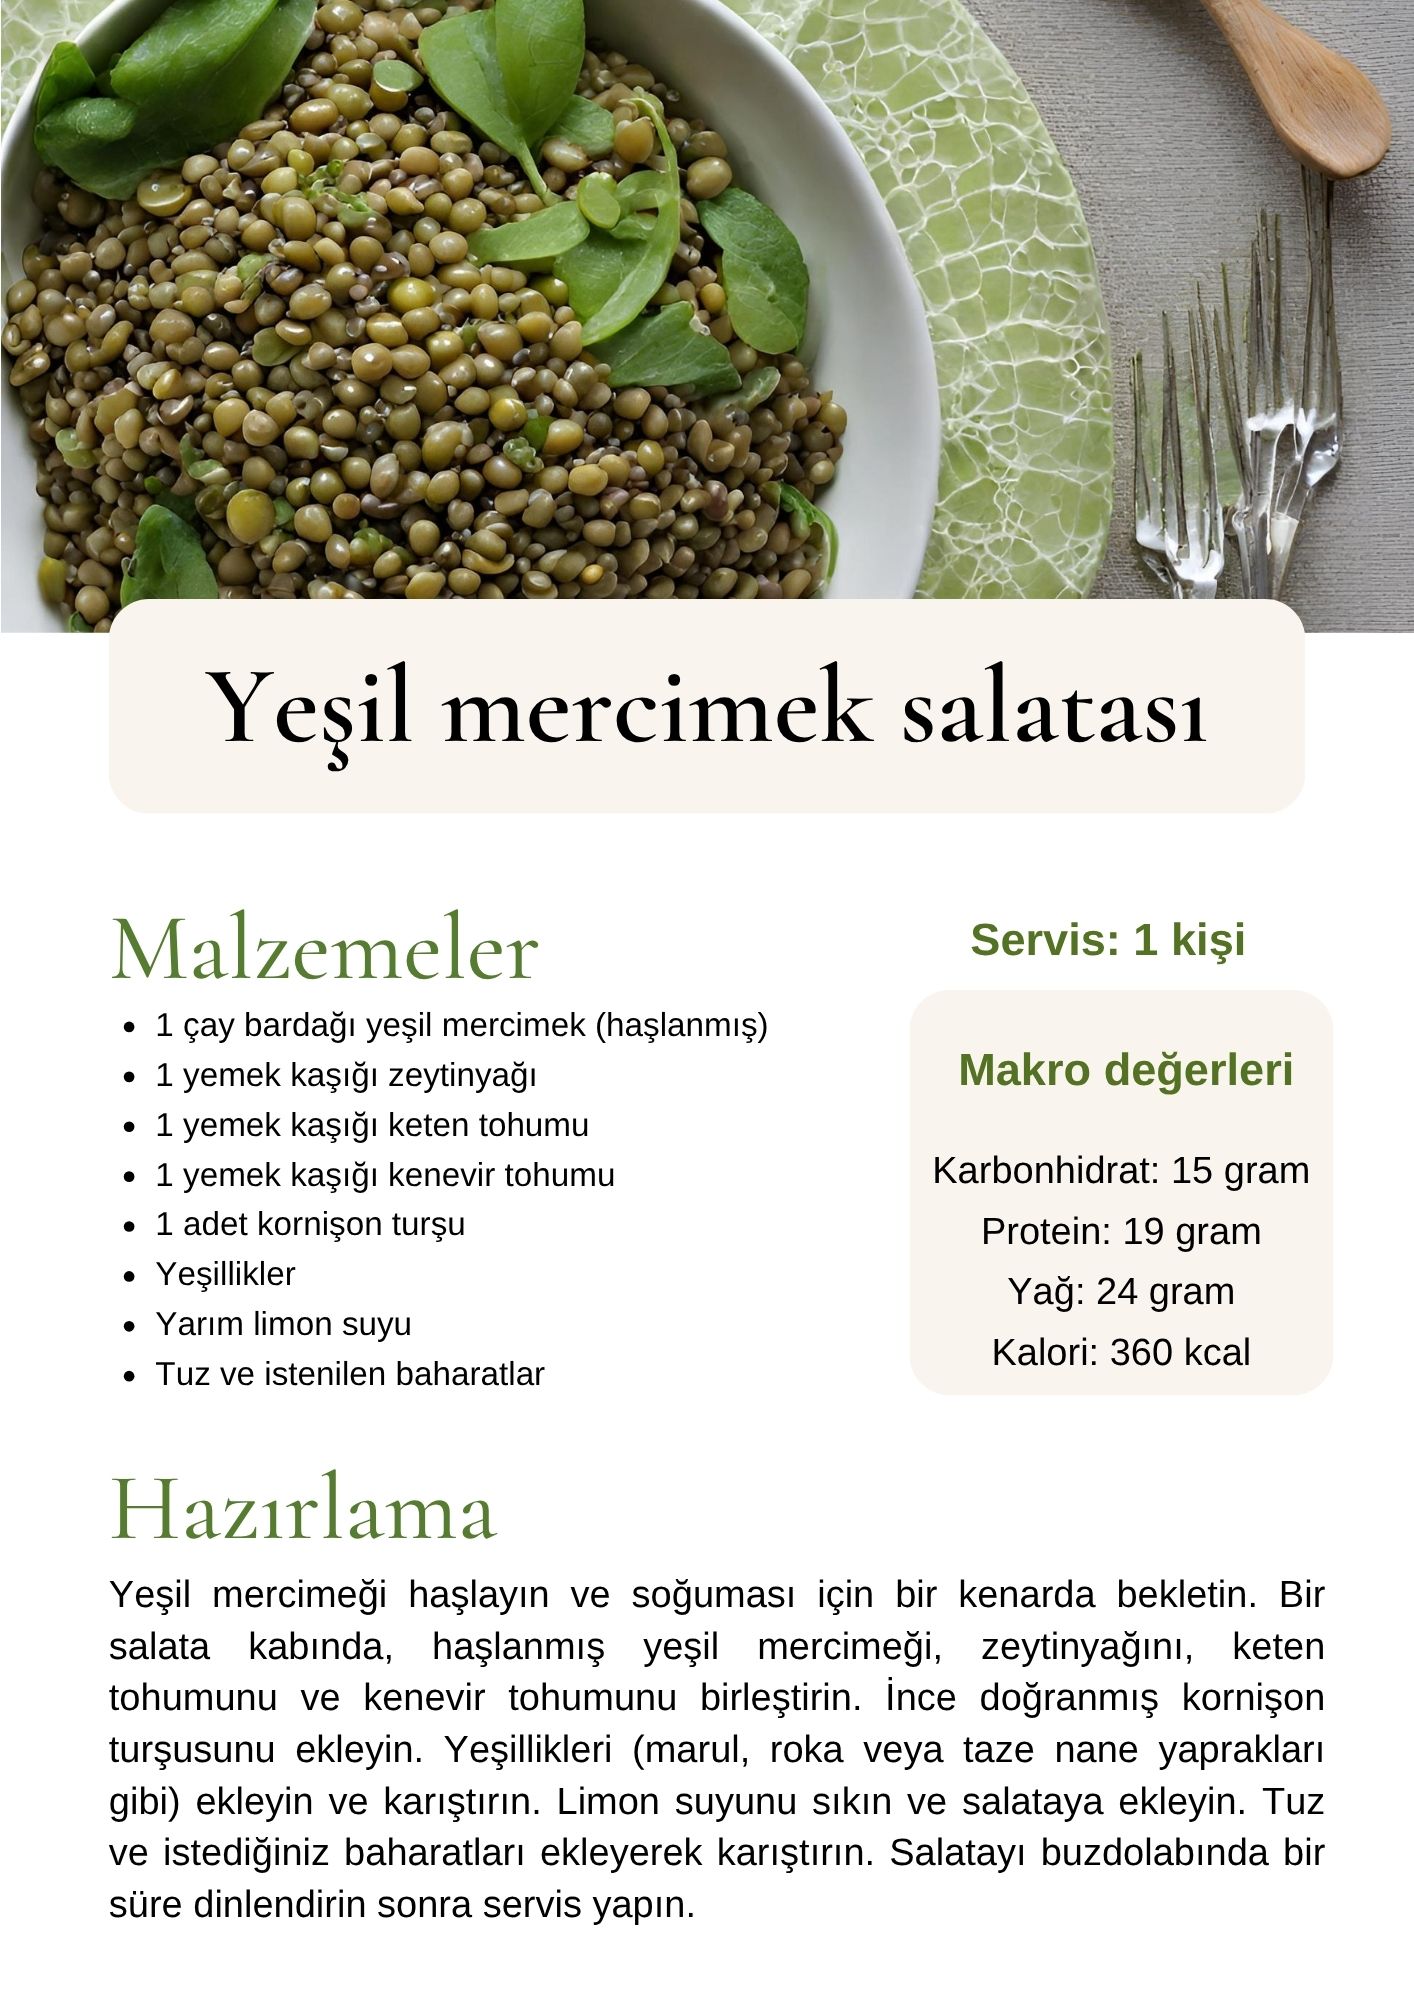 Yeşil mercimek salatası
Malzemeler
1 çay bardağı yeşil mercimek (haşlanmış)
1 yemek kaşığı zeytinyağı
1 yemek kaşığı keten tohumu
1 yemek kaşığı kenevir tohumu
1 adet kornişon turşu
Yeşillikler
Yarım limon suyu
Tuz ve istenilen baharatlar
Servis: 1 kişi
Makro değerleri
Karbonhidrat: 15 gram
Protein: 19 gram
Yağ: 24 gram
Kalori: 360 kcal
Hazırlama
Yeşil mercimeği haşlayın ve soğuması için bir kenarda bekletin. Bir
salata kabında, haşlanmış yeşil mercimeği, zeytinyağını, keten
tohumunu ve kenevir tohumunu birleştirin. İnce doğranmış kornişon
turşusunu ekleyin. Yeşillikleri (marul, roka veya taze nane yaprakları
gibi) ekleyin ve karıştırın. Limon suyunu sıkın ve salataya ekleyin. Tuz
ve istediğiniz baharatları ekleyerek karıştırın. Salatayı buzdolabında bir
süre dinlendirin sonra servis yapın.